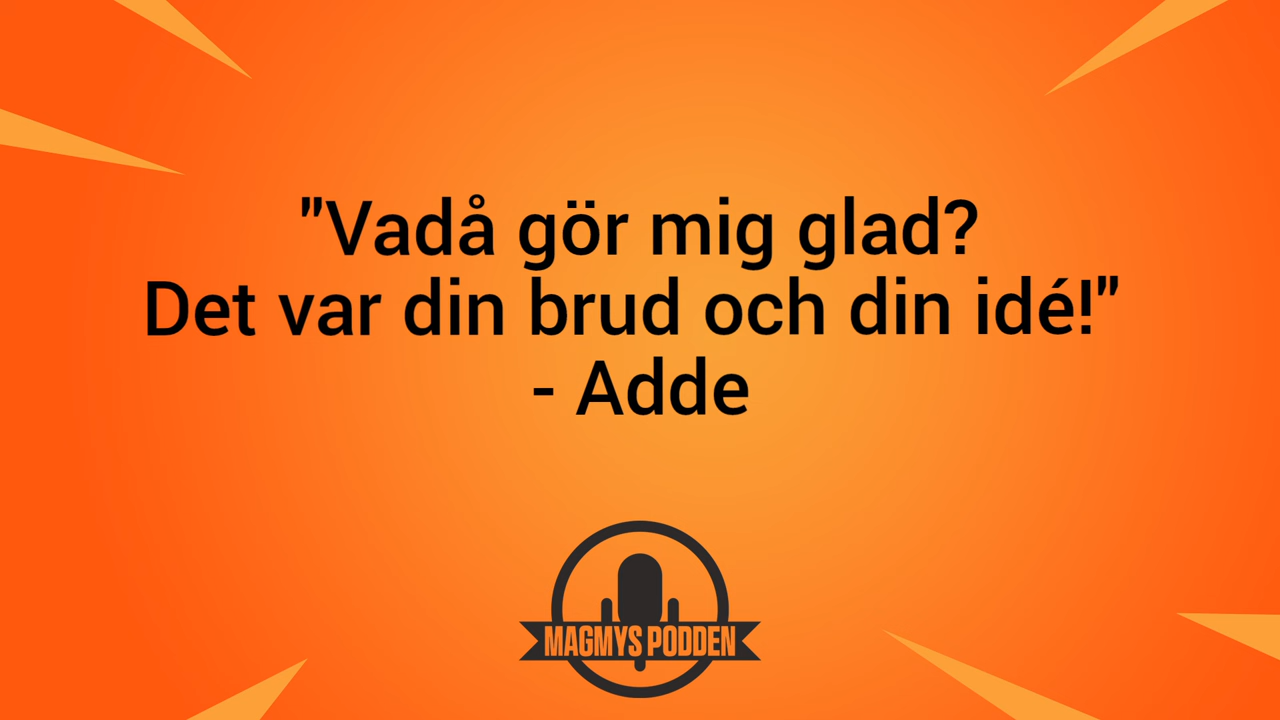 "Vadå gör mig glad?
Det var din brud och din idé!"
- Adde
MAGMYS PODDEN